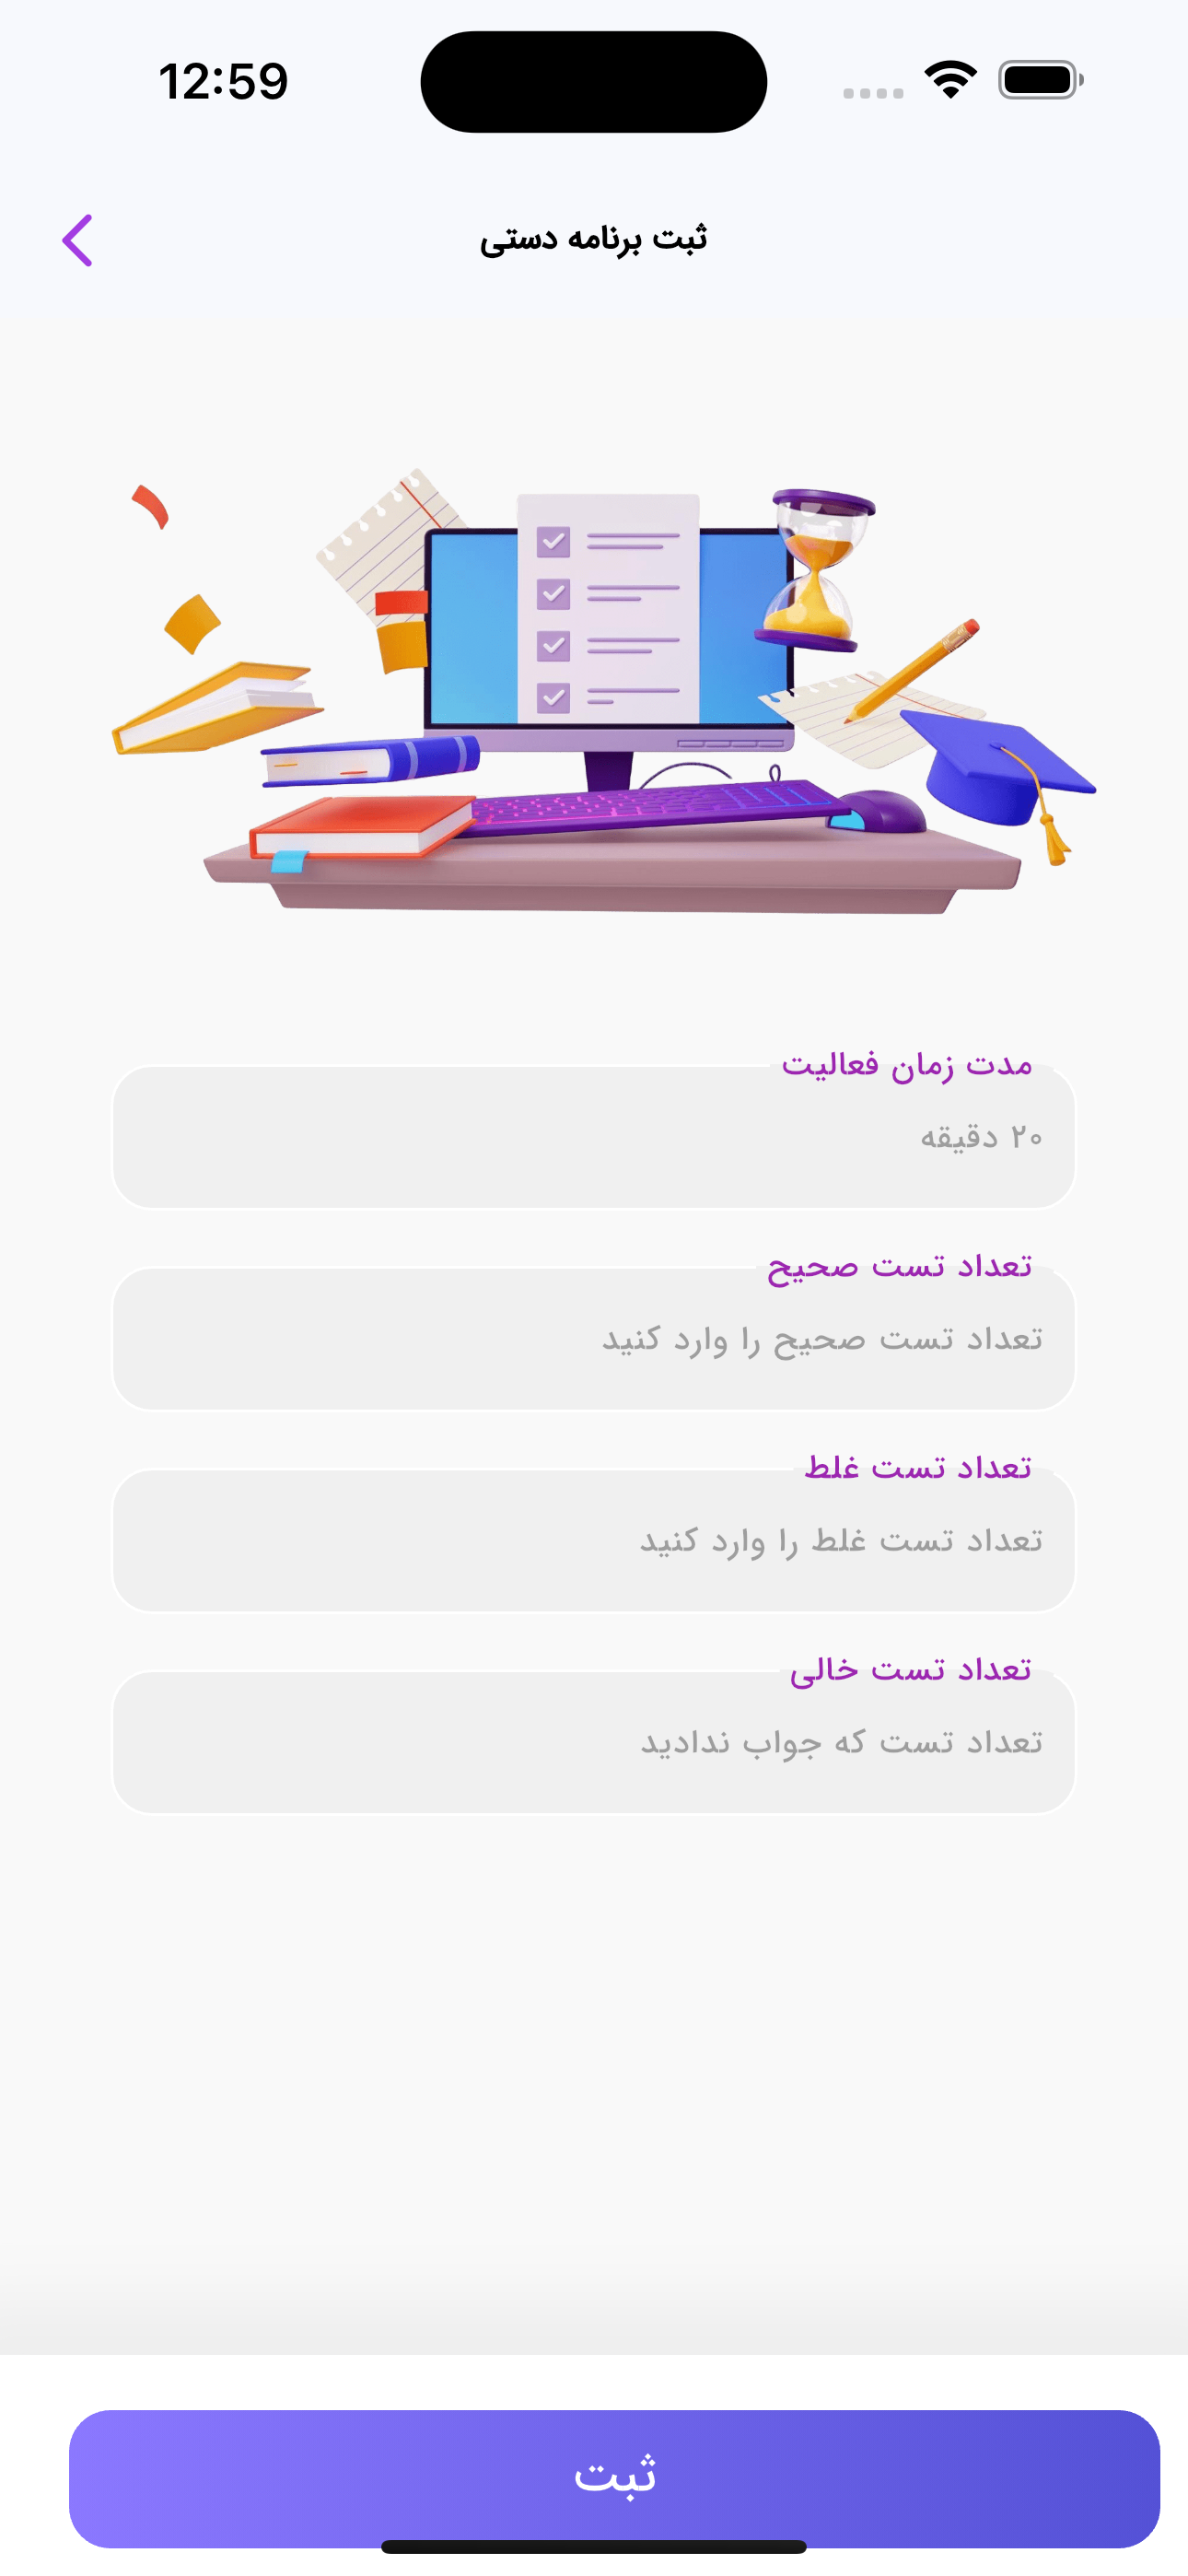 12:59
ثبت برنامه دستی
مدت زمان فعالیت
۲۰ دقیقه
تعداد تست صحیح
تعداد تست صحیح را وارد کنید
تعداد تست غلط
تعداد تست غلط را وارد کنید
تعداد تست خالی
تعداد تست که جواب ندادید
ثبت